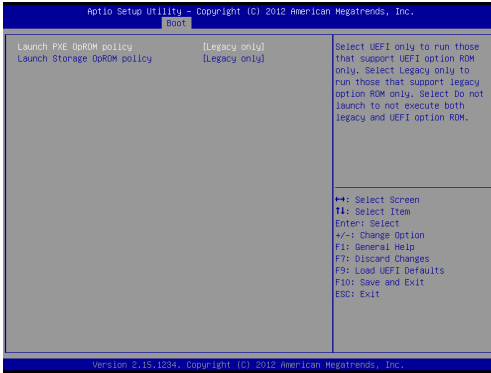 Aptio Setup Utility – Copyright (C) 2012 American Megatrends, Inc.
Boot
Launch PXE OpROM policy [Legacy only]
Launch Storage OpROM policy [Legacy only]
Select UEFI only to run those
that support UEFI option ROM
only. Select Legacy only to
run those that support legacy
option ROM only. Select Do not
launch to not execute both
legacy and UEFI option ROM.
↔: Select Screen
↑↓: Select Item
Enter: Select
+/-: Change Option
F1: General Help
F7: Discard Changes
F9: Load UEFI Defaults
F10: Save and Exit
ESC: Exit
Version 2.15.1234. Copyright (C) 2012 American Megatrends, Inc.